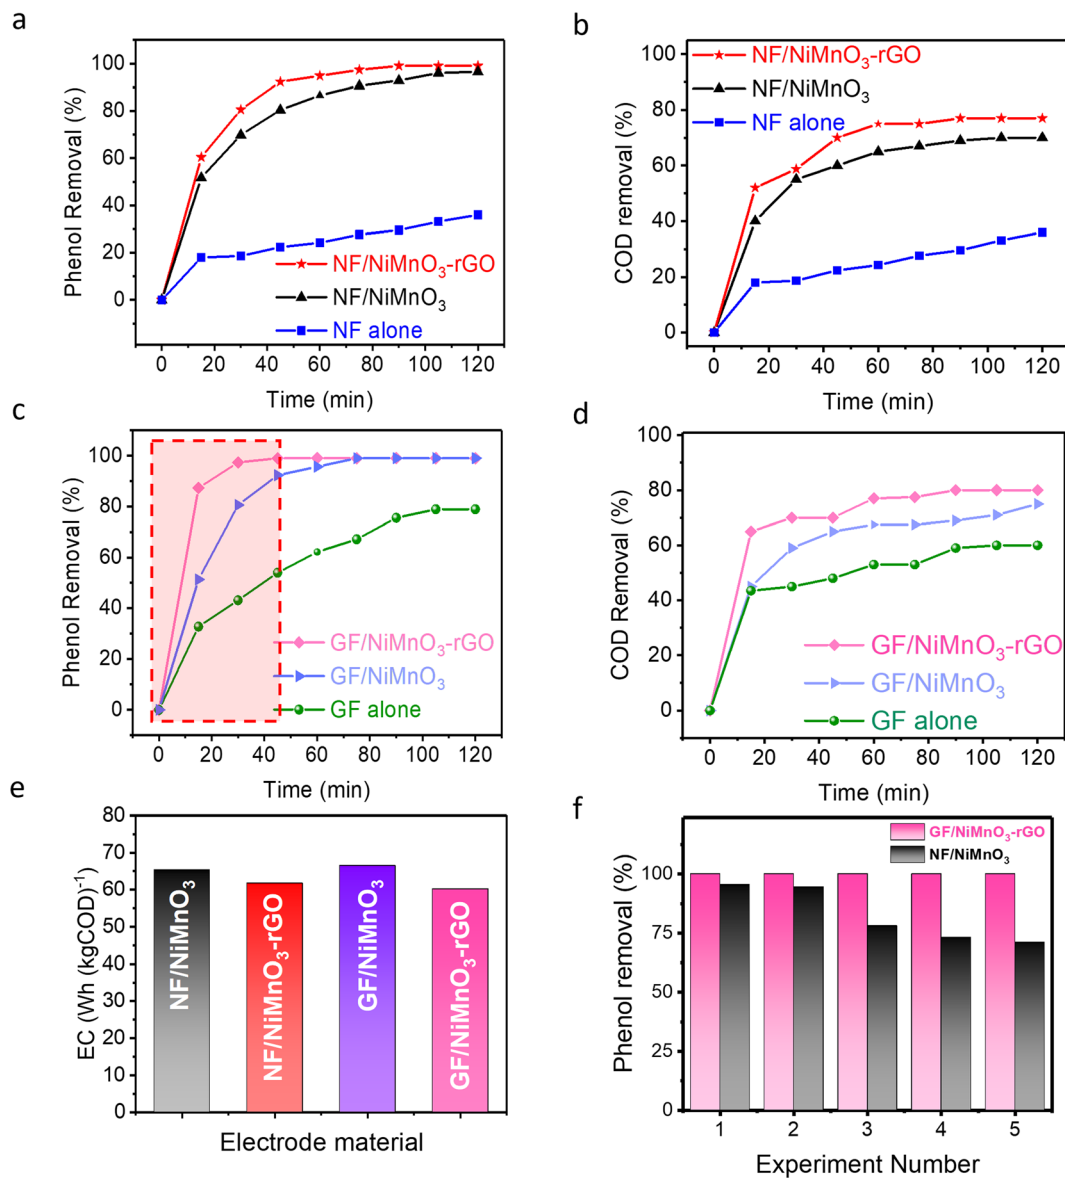 a
Phenol Removal (%)
100
80
60
40
20
0
NF/NiMnO₃-rGO
NF/NiMnO₃
NF alone
0 20 40 60 80 100 120
Time (min)
b
COD removal (%)
100
80
60
40
20
0
NF/NiMnO₃-rGO
NF/NiMnO₃
NF alone
0 20 40 60 80 100 120
Time (min)
c
Phenol Removal (%)
100
80
60
40
20
0
GF/NiMnO₃-rGO
GF/NiMnO₃
GF alone
0 20 40 60 80 100 120
Time (min)
d
COD Removal (%)
100
80
60
40
20
0
GF/NiMnO₃-rGO
GF/NiMnO₃
GF alone
0 20 40 60 80 100 120
Time (min)
e
EC (Wh (kgCOD)⁻¹)
80
70
60
50
40
30
20
10
0
NF/NiMnO₃
NF/NiMnO₃-rGO
GF/NiMnO₃
GF/NiMnO₃-rGO
Electrode material
f
Phenol removal (%)
100
75
50
25
0
GF/NiMnO₃-rGO
NF/NiMnO₃
1 2 3 4 5
Experiment Number